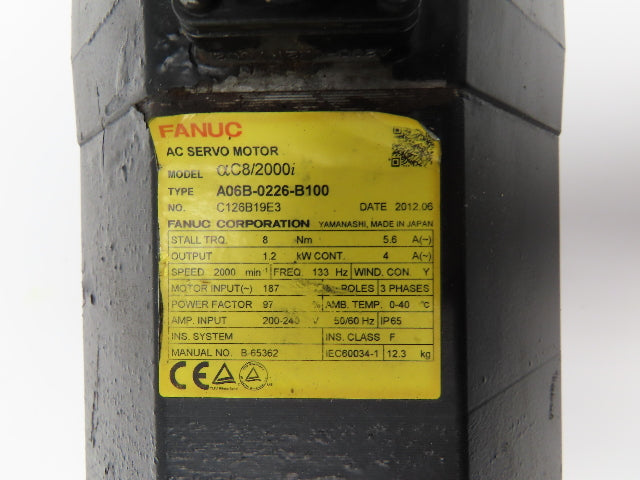 FANUC
AC SERVO MOTOR
MODEL αC8/2000i
TYPE A06B-0226-B100
NO. C126B19E3 DATE 2012.06
FANUC CORPORATION YAMANASHI, MADE IN JAPAN
STALL TRQ. 8 Nm 5.6 A(~)
OUTPUT 1.2 kW CONT. 4 A(~)
SPEED 2000 min⁻¹ FREQ. 133 Hz WIND. CON. Y
MOTOR INPUT(~) 187 POLES 3 PHASES
POWER FACTOR 97 % AMB. TEMP. 0-40 °C
AMP. INPUT 200-240 V 50/60 Hz IP65
INS. SYSTEM INS. CLASS F
MANUAL NO. B-65362 IEC60034-1 12.3 kg
CE